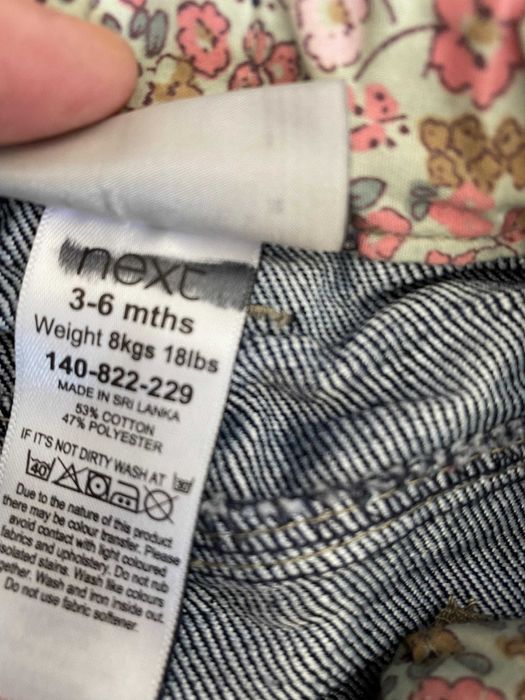 next
3-6 mths
Weight 8kgs 18lbs
140-822-229
MADE IN SRI LANKA
53% COTTON
47% POLYESTER
IF IT'S NOT DIRTY WASH AT 30°
40°
Due to the nature of this product
there may be colour transfer. Please
avoid contact with light coloured
fabrics and upholstery. Do not rub
isolated stains. Wash like colours
together. Wash and iron inside out.
Do not use fabric softener.